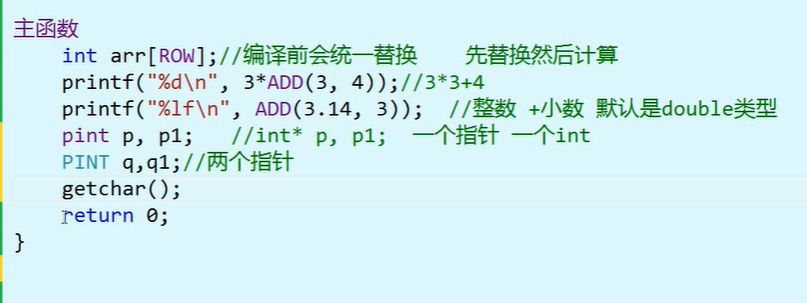 主函数
int arr[ROW];//编译前会统一替换    先替换然后计算
printf("%d\n", 3*ADD(3, 4));//3*3+4
printf("%lf\n", ADD(3.14, 3));  //整数 +小数 默认是double类型
pint p, p1;   //int* p, p1;  一个指针 一个int
PINT q,q1;//两个指针
getchar();
return 0;
}